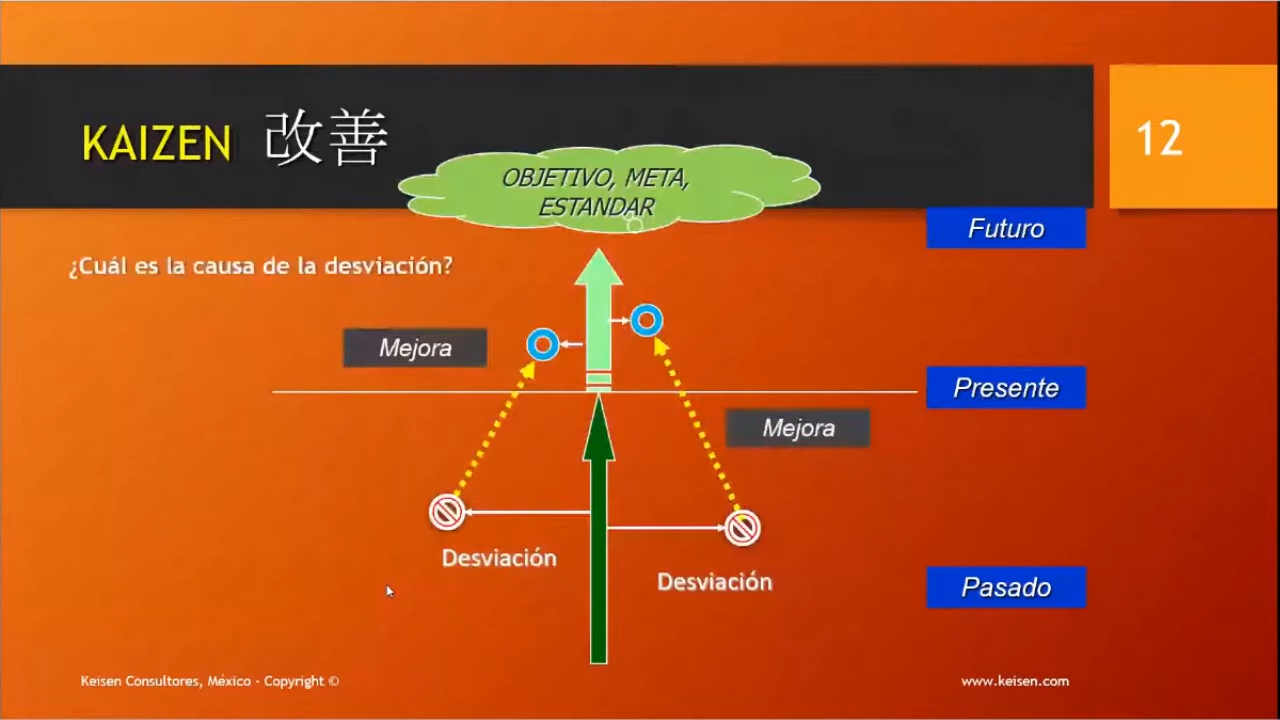 KAIZEN 改善
12
OBJETIVO, META,
ESTANDAR
Futuro
¿Cuál es la causa de la desviación?
Mejora
Presente
Mejora
Desviación
Desviación
Pasado
Keisen Consultores, México - Copyright ©
www.keisen.com